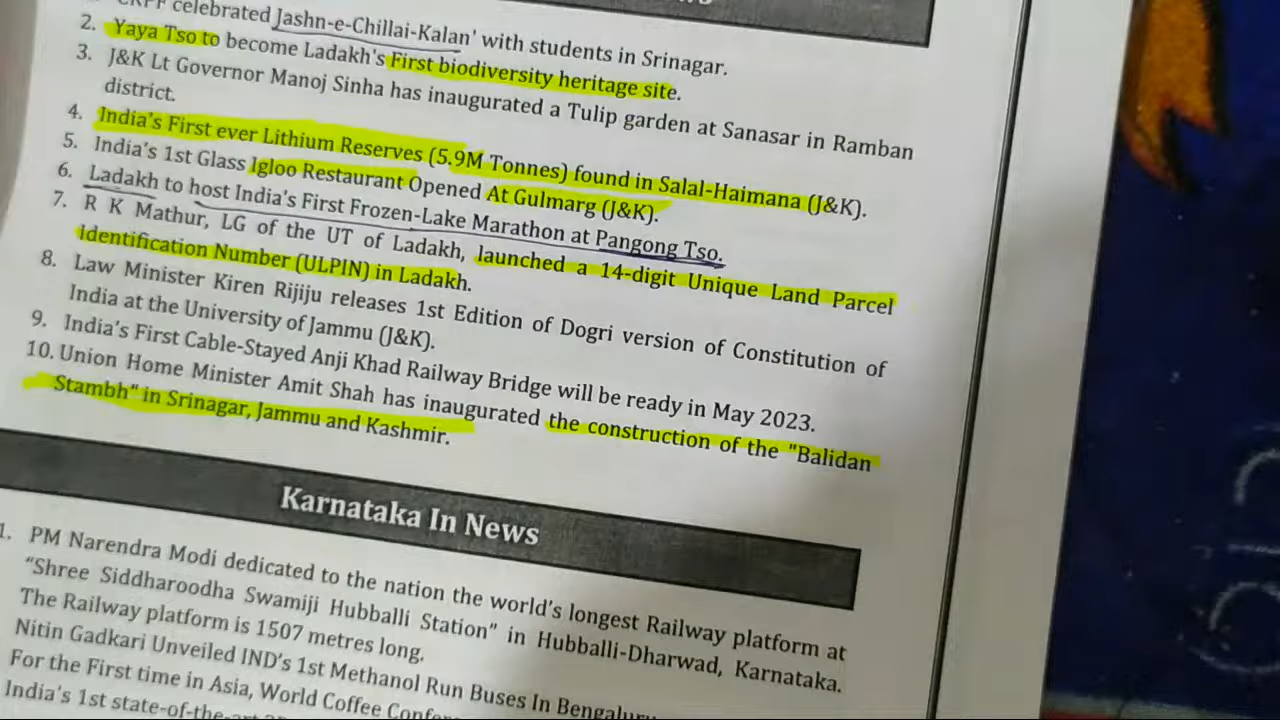 CRPF celebrated Jashn-e-Chillai-Kalan' with students in Srinagar.
2. Yaya Tso to become Ladakh's First biodiversity heritage site.
3. J&K Lt Governor Manoj Sinha has inaugurated a Tulip garden at Sanasar in Ramban
district.
4. India's First ever Lithium Reserves (5.9M Tonnes) found in Salal-Haimana (J&K).
5. India's 1st Glass Igloo Restaurant Opened At Gulmarg (J&K).
6. Ladakh to host India's First Frozen-Lake Marathon at Pangong Tso.
7. R K Mathur, LG of the UT of Ladakh, launched a 14-digit Unique Land Parcel
Identification Number (ULPIN) in Ladakh.
8. Law Minister Kiren Rijiju releases 1st Edition of Dogri version of Constitution of
India at the University of Jammu (J&K).
9. India's First Cable-Stayed Anji Khad Railway Bridge will be ready in May 2023.
10. Union Home Minister Amit Shah has inaugurated the construction of the "Balidan
Stambh" in Srinagar, Jammu and Kashmir.
Karnataka In News
1. PM Narendra Modi dedicated to the nation the world's longest Railway platform at
"Shree Siddharoodha Swamiji Hubballi Station" in Hubballi-Dharwad, Karnataka.
The Railway platform is 1507 metres long.
Nitin Gadkari Unveiled IND's 1st Methanol Run Buses In Bengaluru
For the First time in Asia, World Coffee
India's 1st state-of-the-art